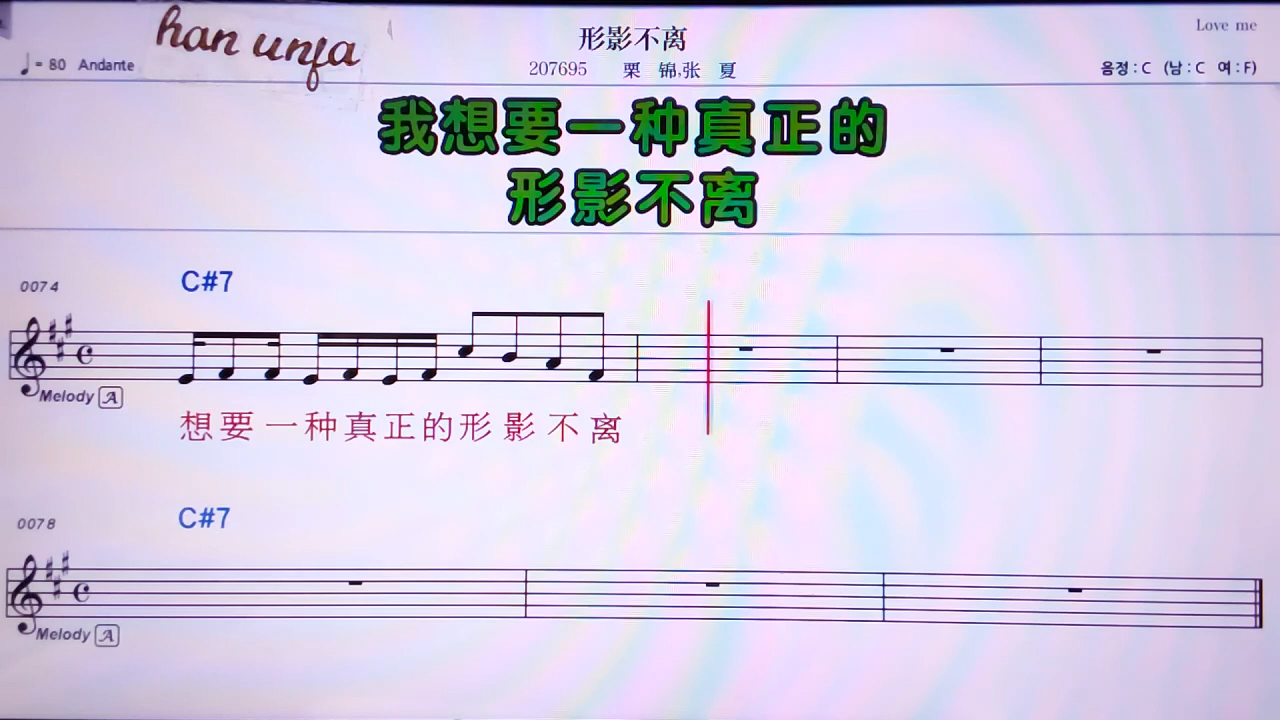 han unfa
形影不离
Love me
♩= 80 Andante
207695 栗 锦,张 夏
음정 : C (남 : C 여 : F)
我想要一种真正的
形影不离
0074
C#7
Melody A
想要一种真正的形影不离
0078
C#7
Melody A